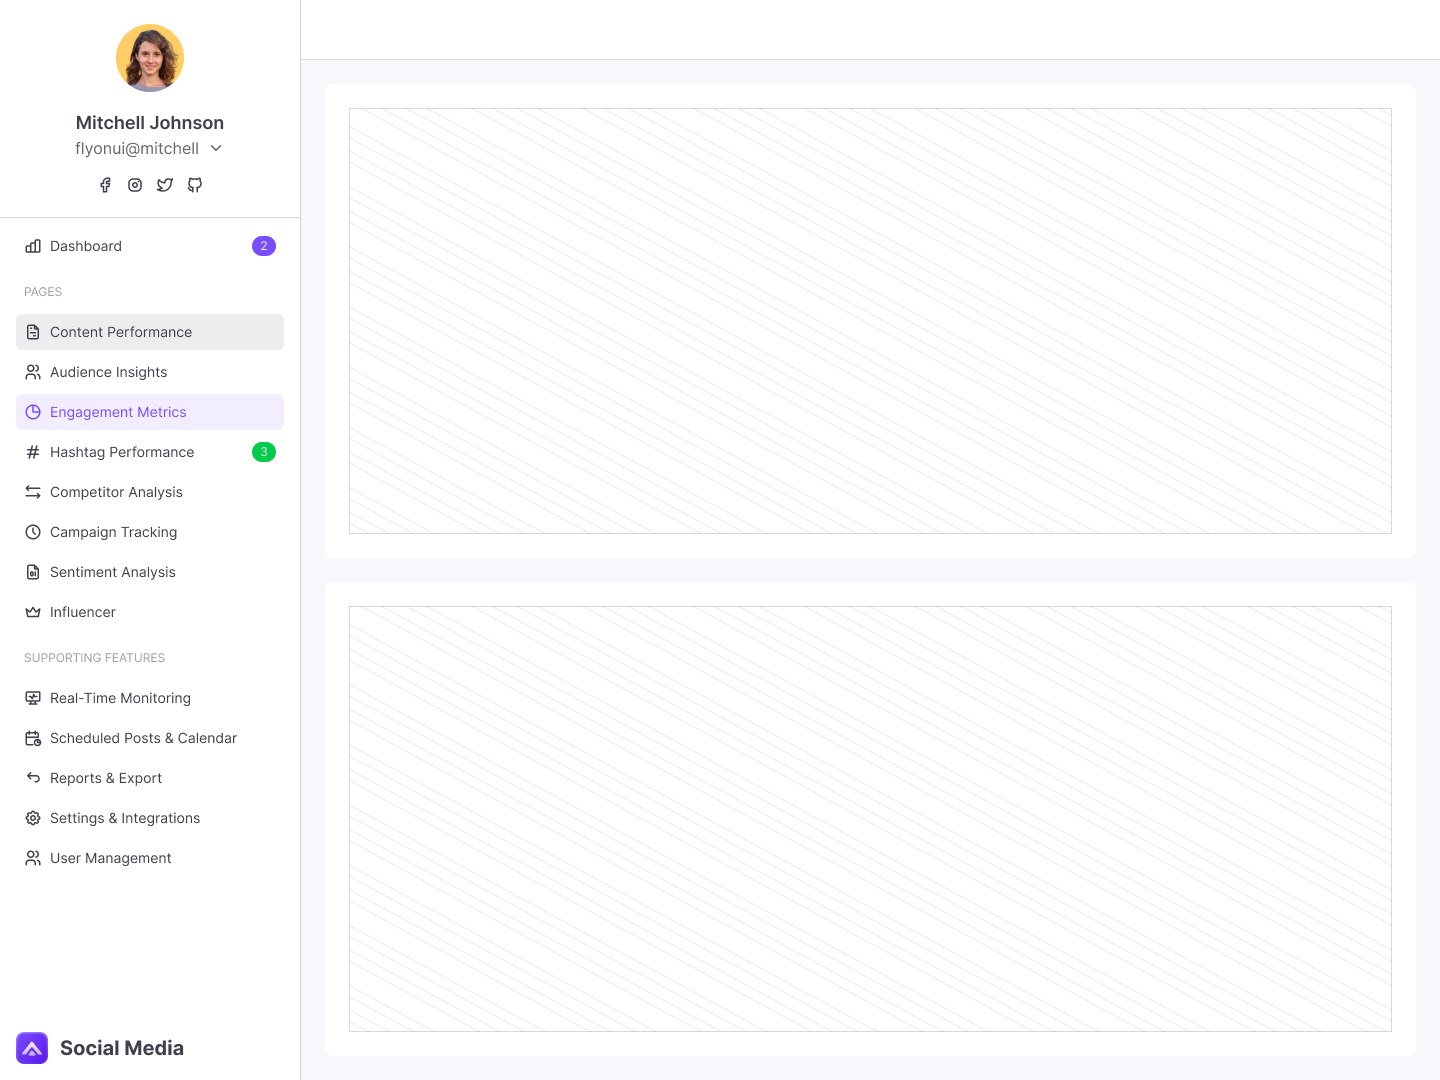 Mitchell Johnson
flyonui@mitchell
Dashboard 2
PAGES
Content Performance
Audience Insights
Engagement Metrics
Hashtag Performance 3
Competitor Analysis
Campaign Tracking
Sentiment Analysis
Influencer
SUPPORTING FEATURES
Real-Time Monitoring
Scheduled Posts & Calendar
Reports & Export
Settings & Integrations
User Management
Social Media